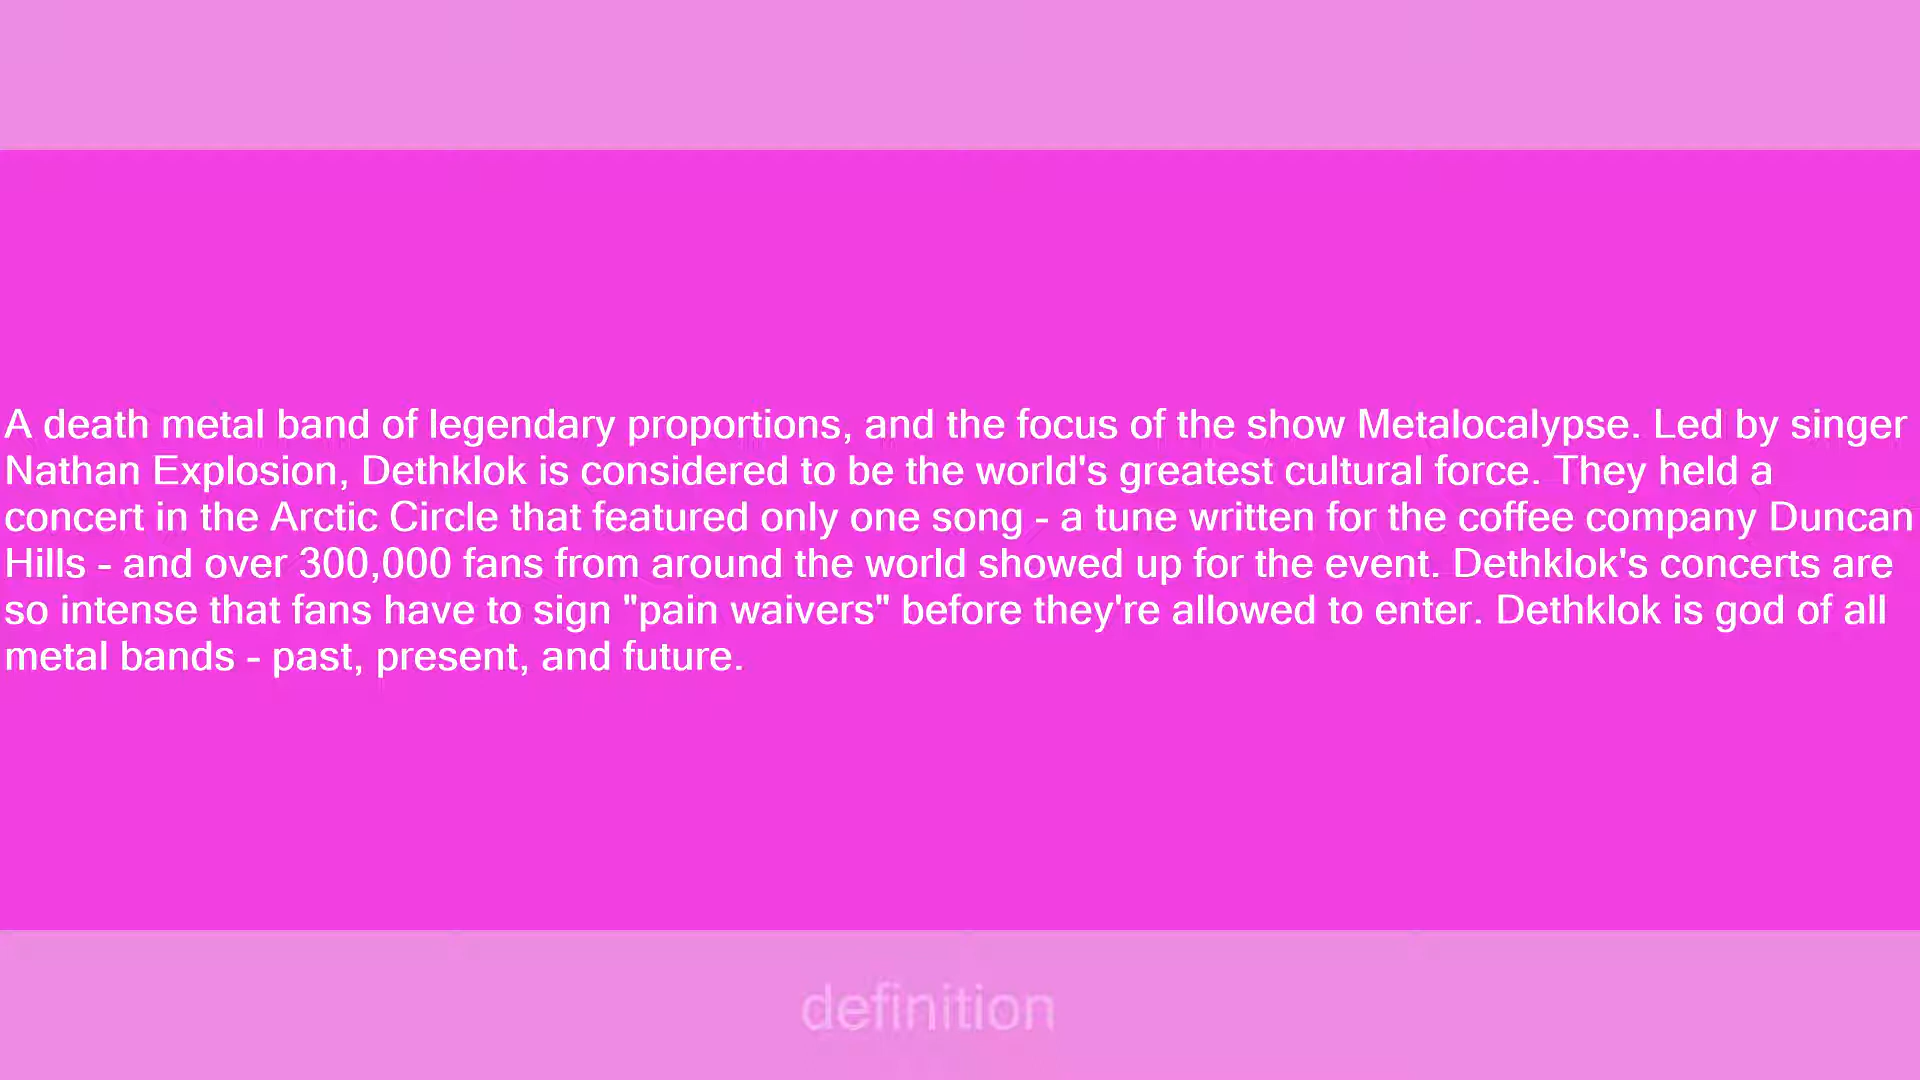 A death metal band of legendary proportions, and the focus of the show Metalocalypse. Led by singer
Nathan Explosion, Dethklok is considered to be the world's greatest cultural force. They held a
concert in the Arctic Circle that featured only one song - a tune written for the coffee company Duncan
Hills - and over 300,000 fans from around the world showed up for the event. Dethklok's concerts are
so intense that fans have to sign "pain waivers" before they're allowed to enter. Dethklok is god of all
metal bands - past, present, and future.
definition